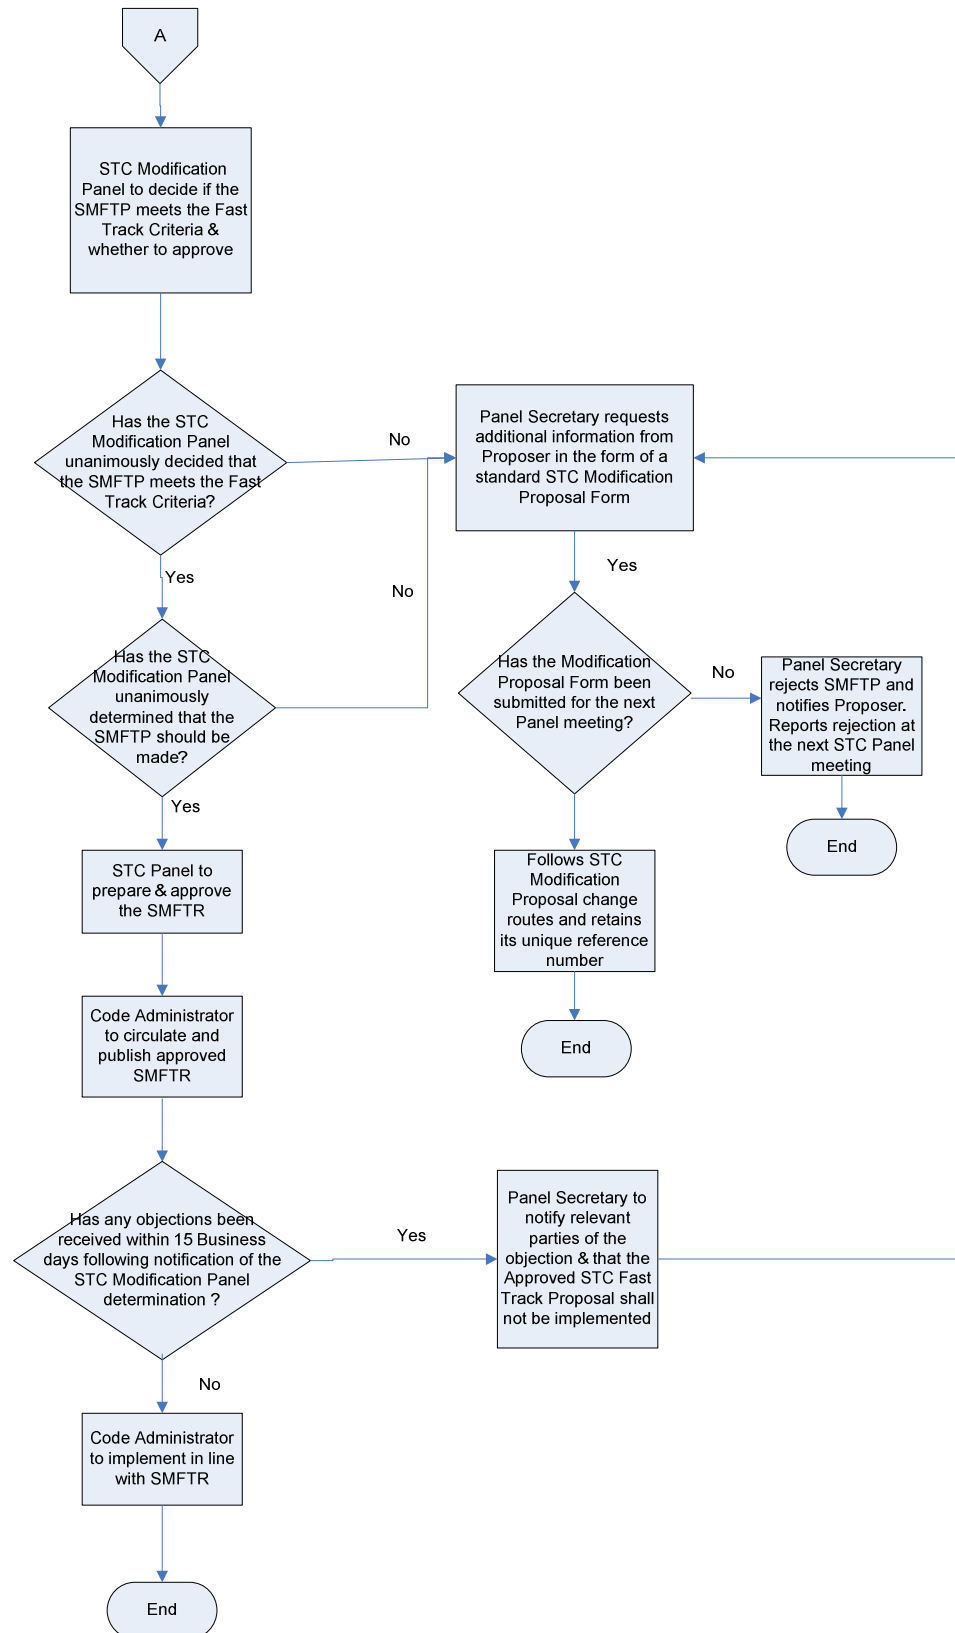 A
STC Modification
Panel to decide if the
SMFTP meets the Fast
Track Criteria &
whether to approve
Has the STC
Modification Panel
unanimously decided that
the SMFTP meets the Fast
Track Criteria?
No
Panel Secretary requests
additional information from
Proposer in the form of a
standard STC Modification
Proposal Form
Yes
No
Yes
Has the STC
Modification Panel
unanimously
determined that the
SMFTP should be
made?
Has the Modification
Proposal Form been
submitted for the next
Panel meeting?
No
Panel Secretary
rejects SMFTP and
notifies Proposer.
Reports rejection at
the next STC Panel
meeting
Yes
End
STC Panel to
prepare & approve
the SMFTR
Follows STC
Modification
Proposal change
routes and retains
its unique reference
number
Code Administrator
to circulate and
publish approved
SMFTR
End
Has any objections been
received within 15 Business
days following notification of the
STC Modification Panel
determination ?
Yes
Panel Secretary to
notify relevant
parties of the
objection & that the
Approved STC Fast
Track Proposal shall
not be implemented
No
Code Administrator
to implement in line
with SMFTR
End